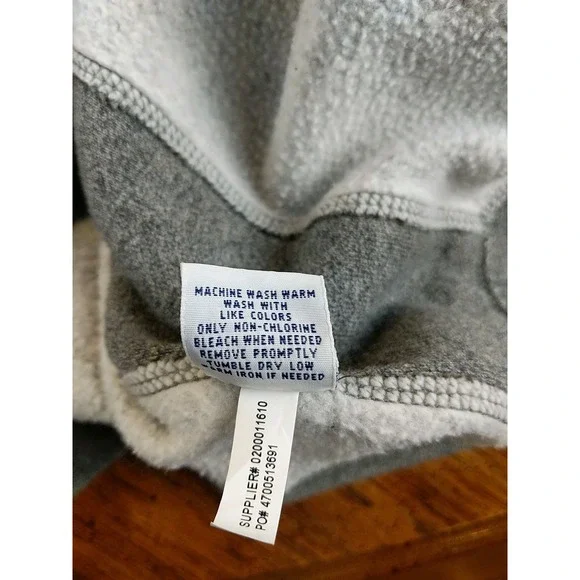 MACHINE WASH WARM
WASH WITH
LIKE COLORS
ONLY NON-CHLORINE
BLEACH WHEN NEEDED
REMOVE PROMPTLY
TUMBLE DRY LOW
IRON IF NEEDED
SUPPLIER# 0200011610
PO# 4700513691